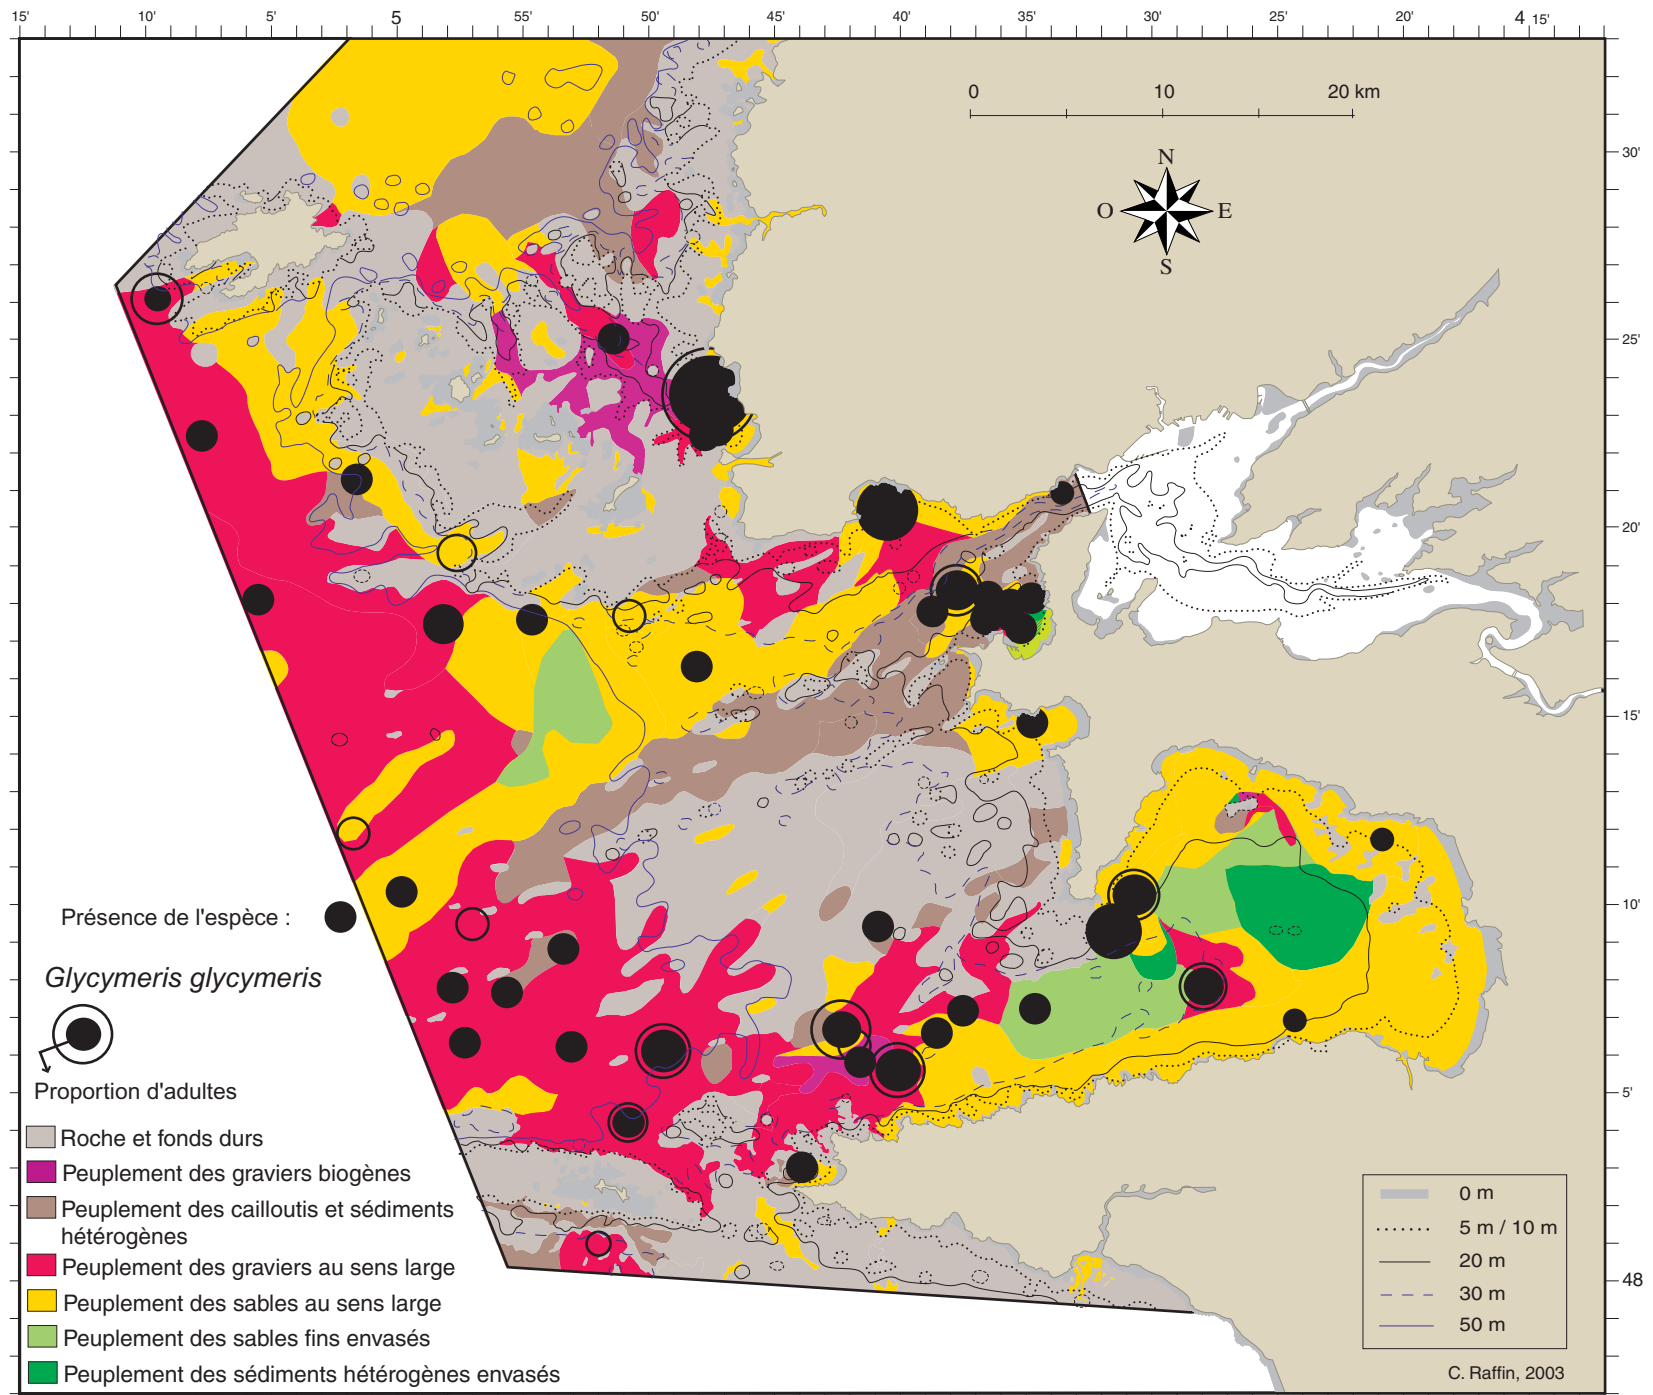 15' 10' 5' 5 55' 50' 45' 40' 35' 30' 25' 20' 4 15'
0 10 20 km
N
O E
S
30'
25'
20'
15'
10'
5'
48
Présence de l'espèce :
Glycymeris glycymeris
Proportion d'adultes
Roche et fonds durs
Peuplement des graviers biogènes
Peuplement des cailloutis et sédiments
hétérogènes
Peuplement des graviers au sens large
Peuplement des sables au sens large
Peuplement des sables fins envasés
Peuplement des sédiments hétérogènes envasés
0 m
5 m / 10 m
20 m
30 m
50 m
C. Raffin, 2003